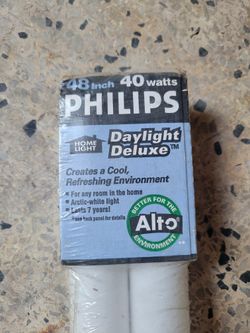 48 Inch 40 watts
PHILIPS
HOME
LIGHT
Daylight
Deluxe™
Creates a Cool,
Refreshing Environment
• For any room in the home
• Arctic-white light
• Lasts 7 years!
*see back panel for details
BETTER FOR THE
Alto
ENVIRONMENT